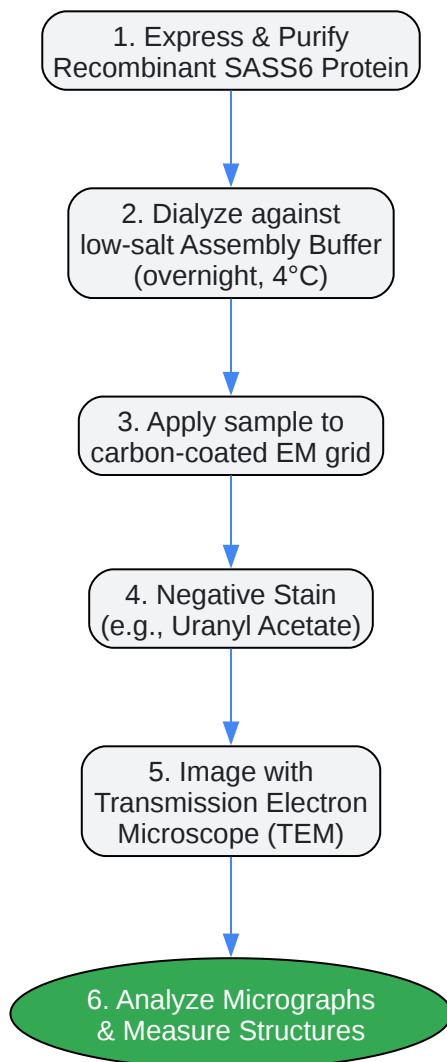 1. Express & Purify
Recombinant SASS6 Protein
2. Dialyze against
low-salt Assembly Buffer
(overnight, 4°C)
3. Apply sample to
carbon-coated EM grid
4. Negative Stain
(e.g., Uranyl Acetate)
5. Image with
Transmission Electron
Microscope (TEM)
6. Analyze Micrographs
& Measure Structures